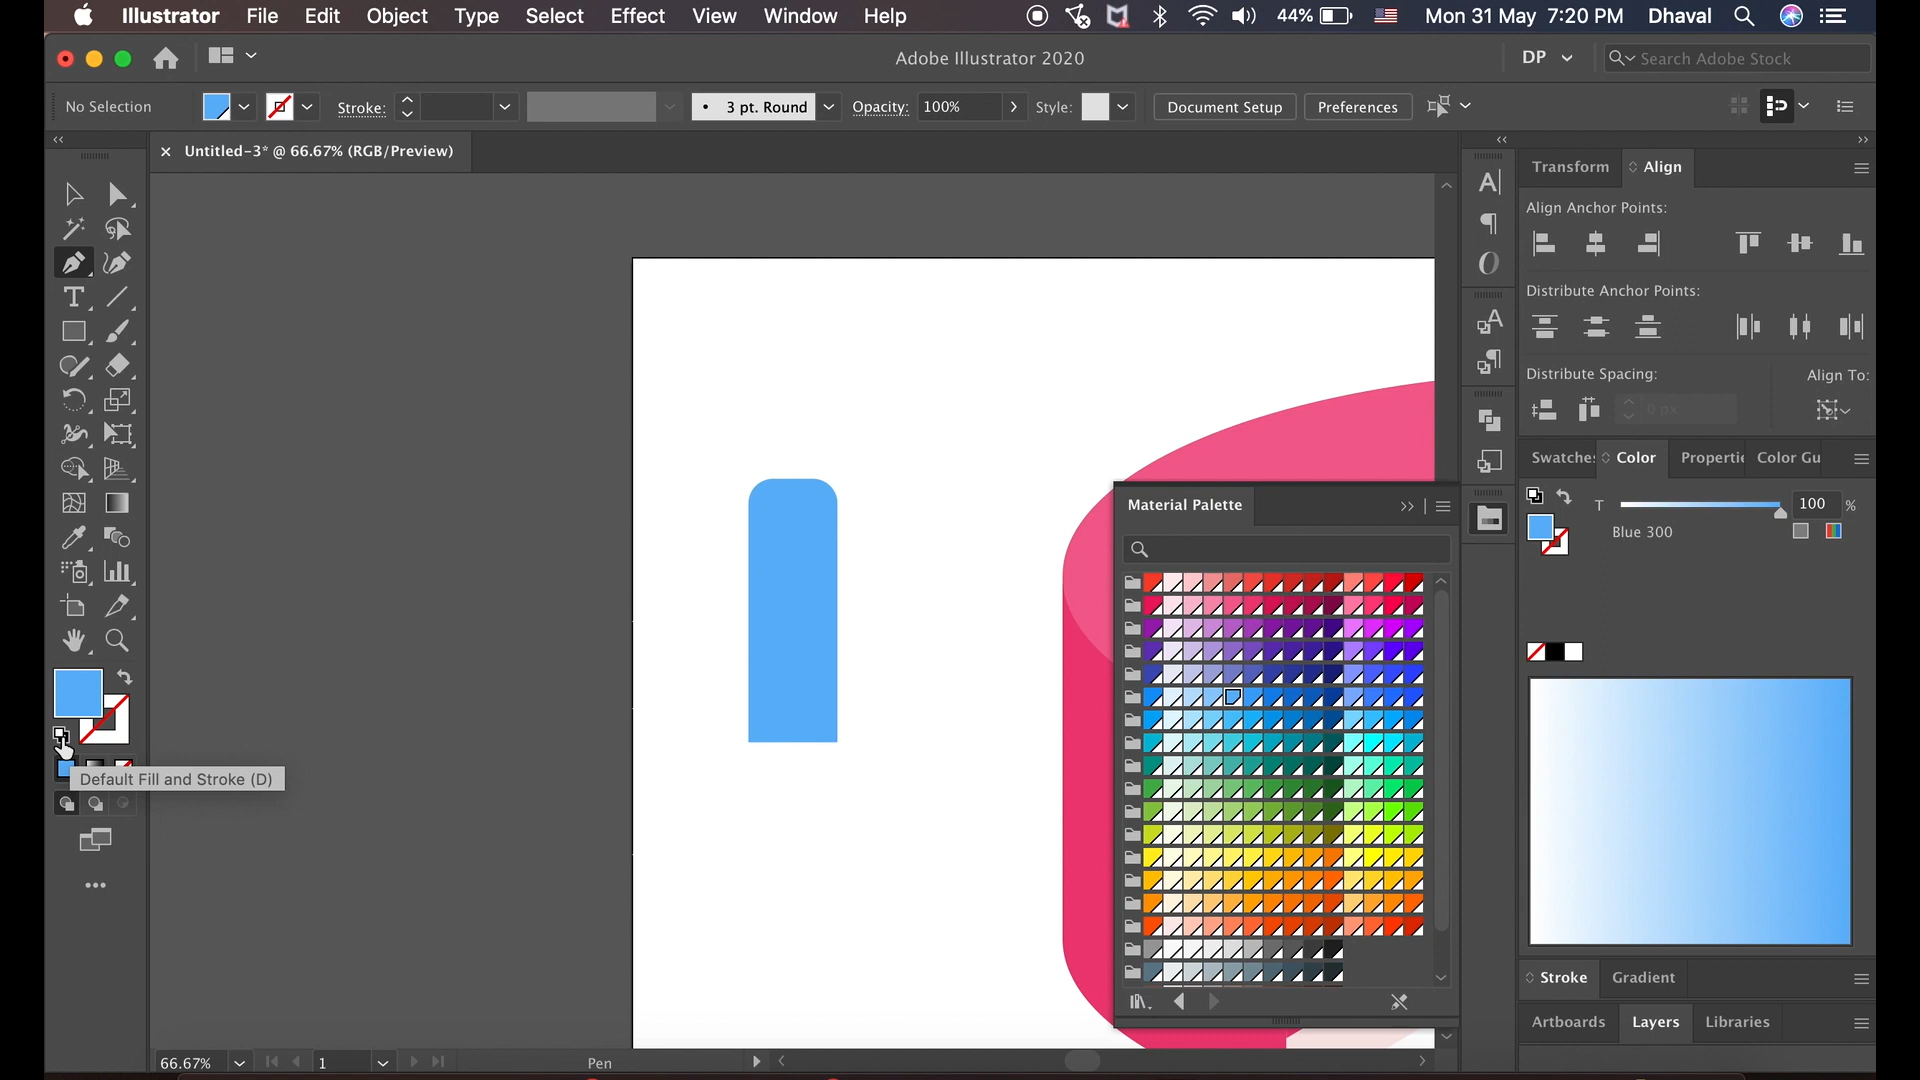 Illustrator File Edit Object Type Select Effect View Window Help 44% Mon 31 May 7:20 PM Dhaval
Adobe Illustrator 2020 DP Search Adobe Stock
No Selection Stroke: 3 pt. Round Opacity: 100% Style: Document Setup Preferences
Untitled-3* @ 66.67% (RGB/Preview)
Transform Align
Align Anchor Points:
Distribute Anchor Points:
Distribute Spacing: Align To:
0 px
Swatches Color Properti Color Gu
T 100 %
Blue 300
Material Palette
Default Fill and Stroke (D)
Stroke Gradient
Artboards Layers Libraries
66.67% 1 Pen